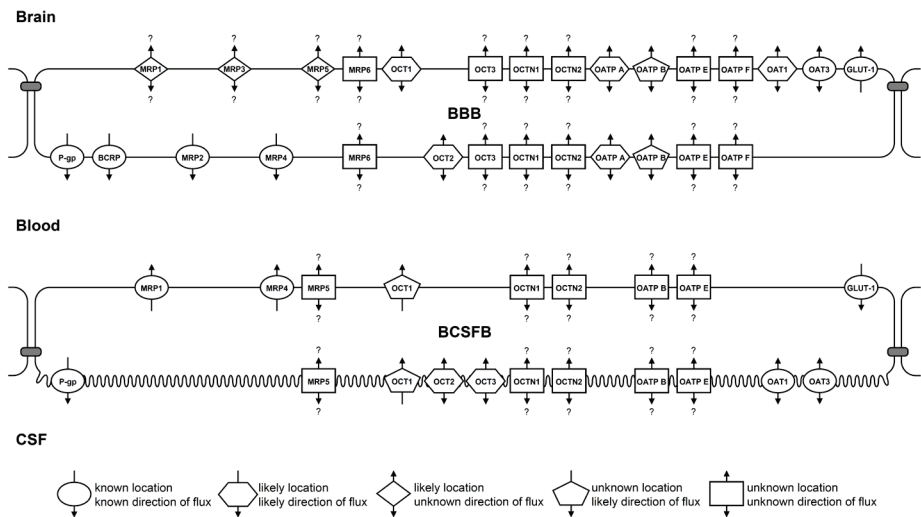 Brain
? ? ? ? ? ? ? ? ? ?
MRP1 MRP3 MRP5 MRP6 OCT1 OCT3 OCTN1 OCTN2 OATP A OATP B OATP E OATP F OAT1 OAT3 GLUT-1
? ? ? ? ? ? ? ? ?
BBB
? ? ? ? ? ?
P-gp BCRP MRP2 MRP4 MRP6 OCT2 OCT3 OCTN1 OCTN2 OATP A OATP B OATP E OATP F
? ? ? ? ? ?
Blood
? ? ? ? ?
MRP1 MRP4 MRP5 OCT1 OCTN1 OCTN2 OATP B OATP E GLUT-1
? ? ? ? ?
BCSFB
? ? ? ? ?
P-gp MRP5 OCT1 OCT2 OCT3 OCTN1 OCTN2 OATP B OATP E OAT1 OAT3
? ? ? ? ?
CSF
known location
known direction of flux
likely location
likely direction of flux
likely location
unknown direction of flux
unknown location
likely direction of flux
unknown location
unknown direction of flux